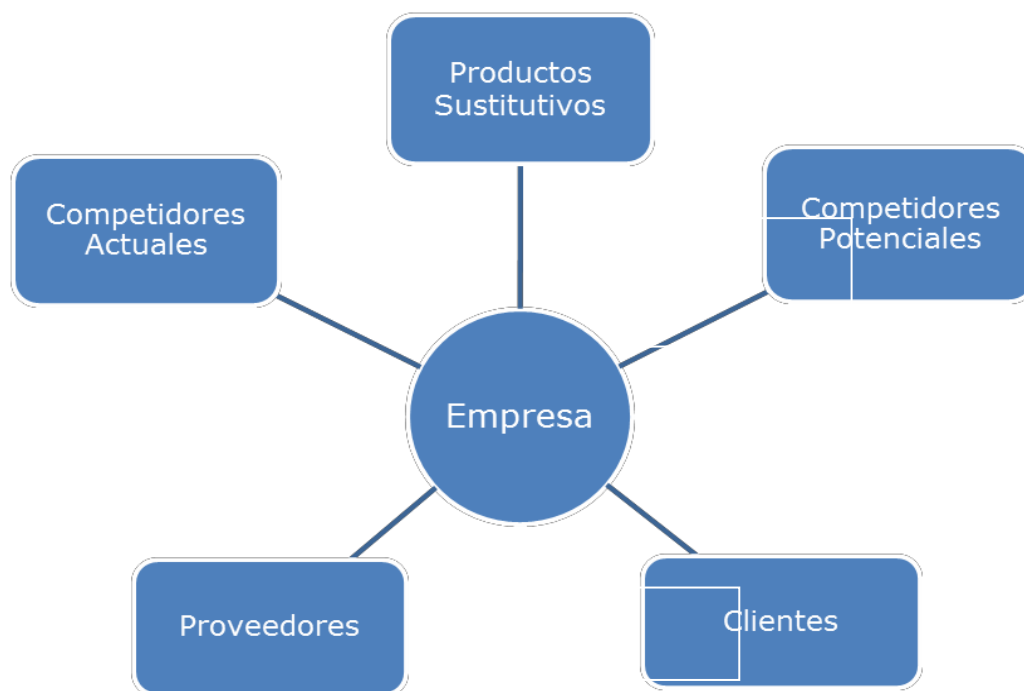 Productos
Sustitutivos
Competidores
Actuales
Competidores
Potenciales
Empresa
Proveedores
Clientes